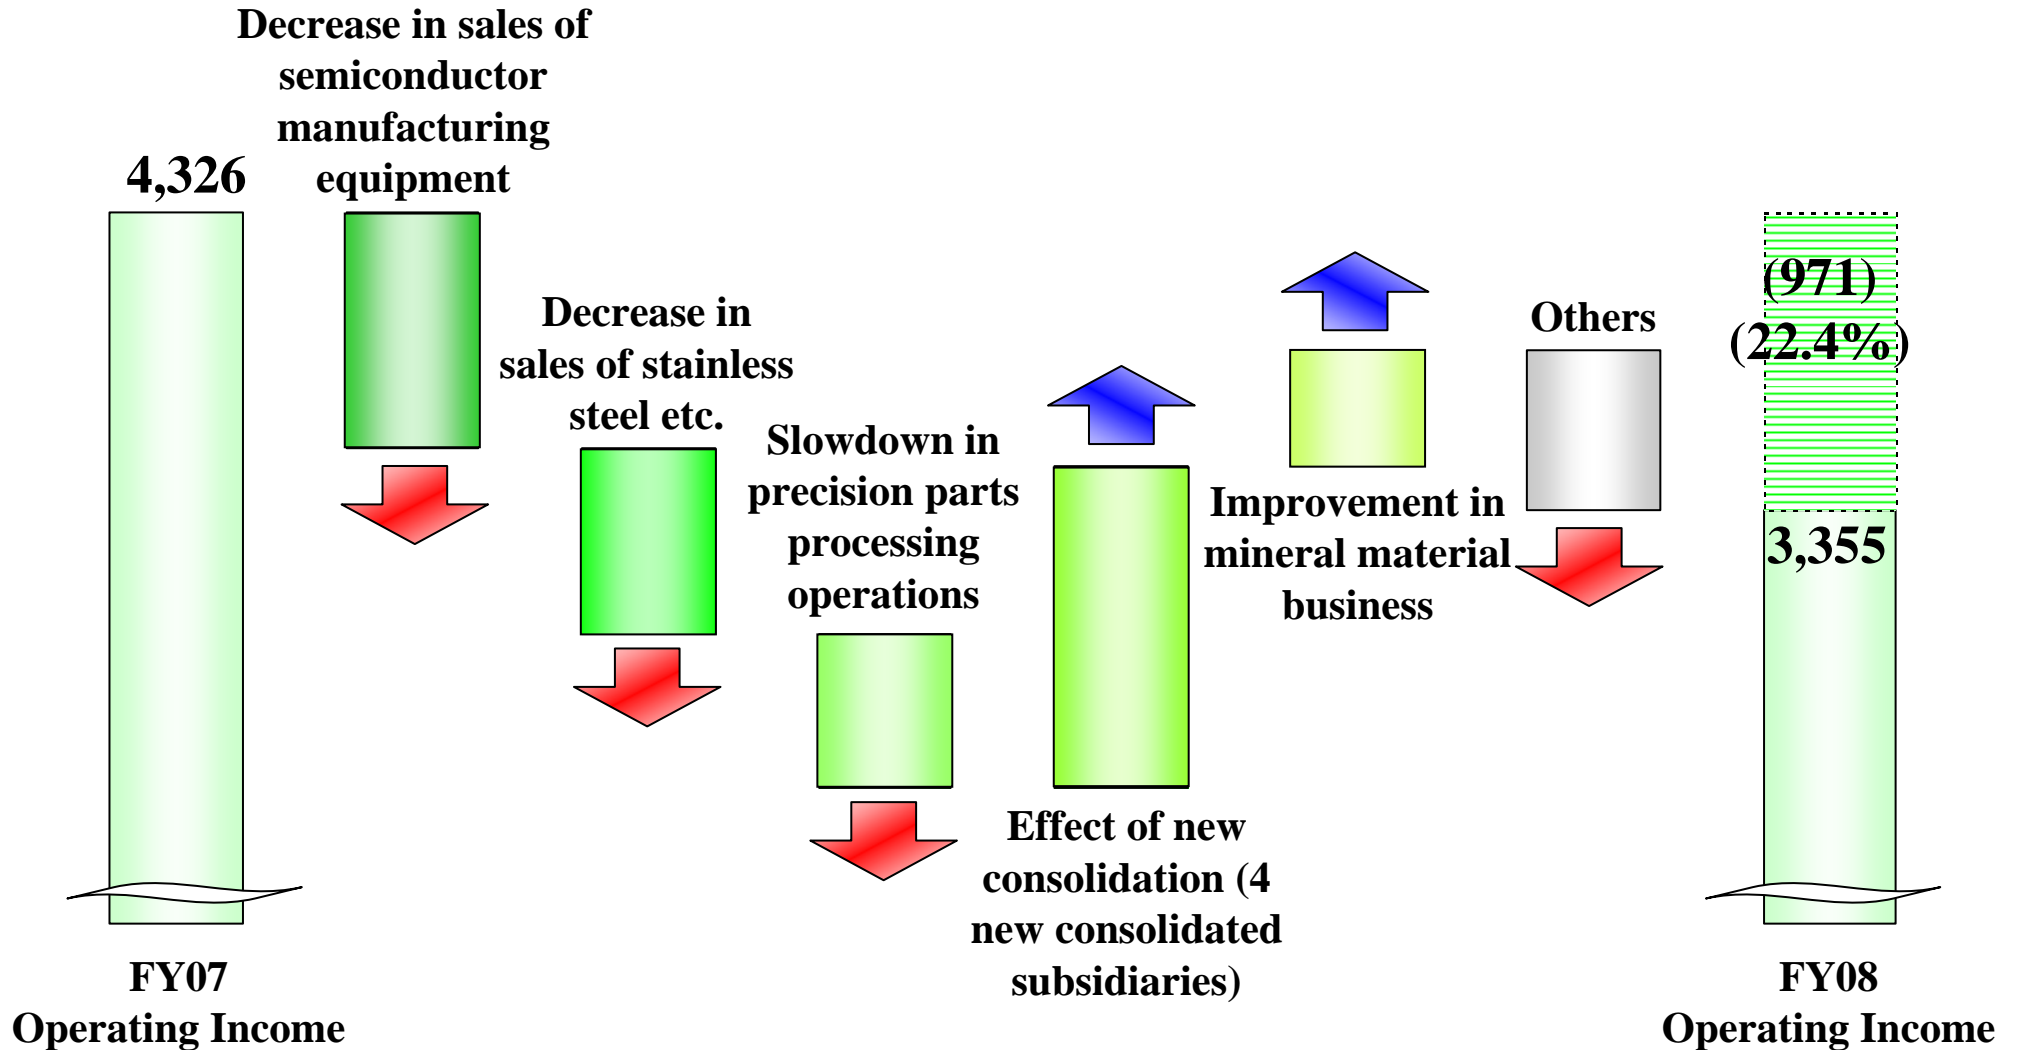 Decrease in sales of
semiconductor
manufacturing
equipment
4,326
Decrease in
sales of stainless
steel etc.
Slowdown in
precision parts
processing
operations
Effect of new
consolidation (4
new consolidated
subsidiaries)
Improvement in
mineral material
business
Others
(971)
(22.4%)
3,355
FY07
Operating Income
FY08
Operating Income